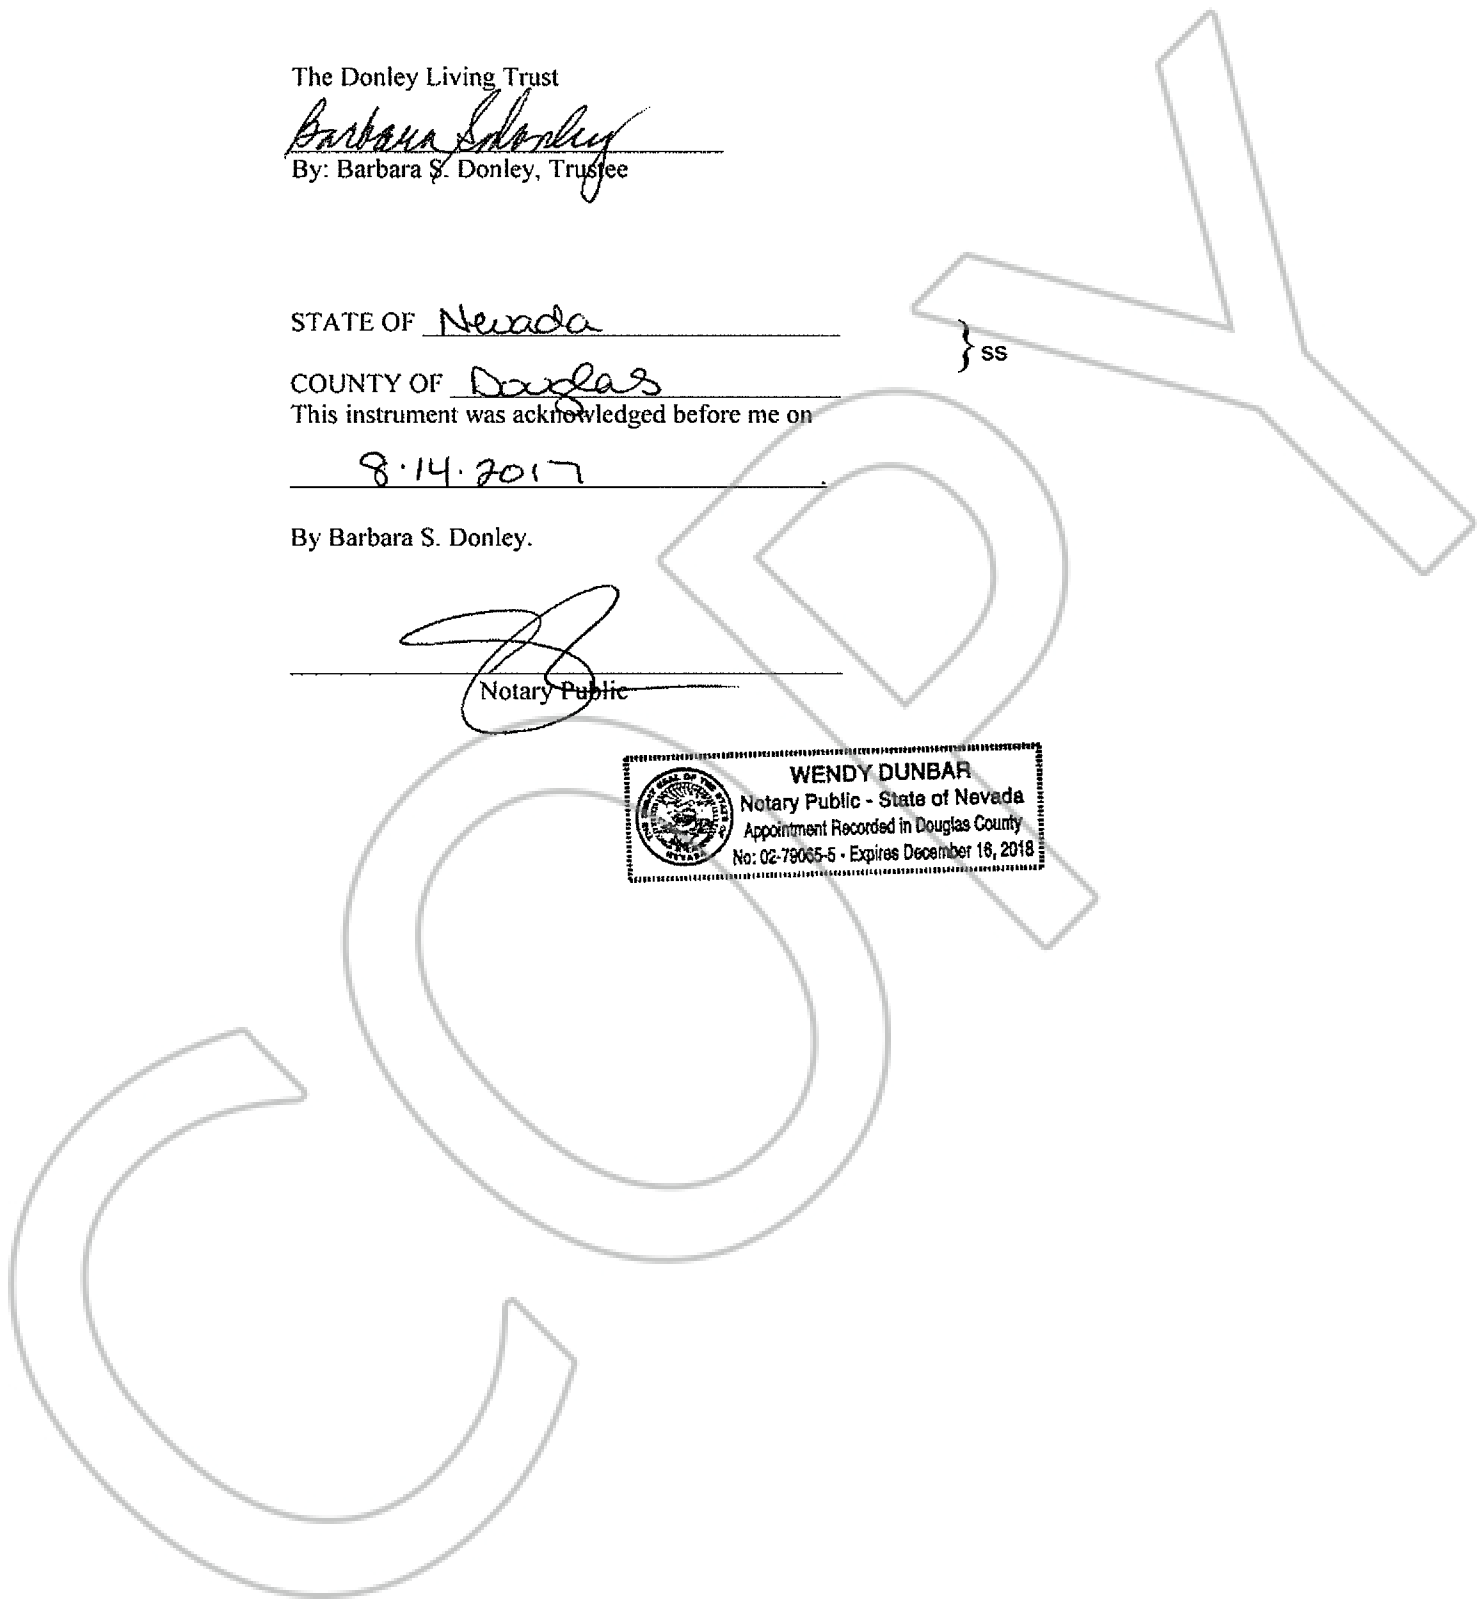 The Donley Living Trust
Barbara S Donley
By: Barbara S. Donley, Trustee
STATE OF Nevada
} ss
COUNTY OF Douglas
This instrument was acknowledged before me on
8.14.2017.
By Barbara S. Donley.
Notary Public
WENDY DUNBAR
Notary Public - State of Nevada
Appointment Recorded in Douglas County
No: 02-79065-5 - Expires December 16, 2018
COPY